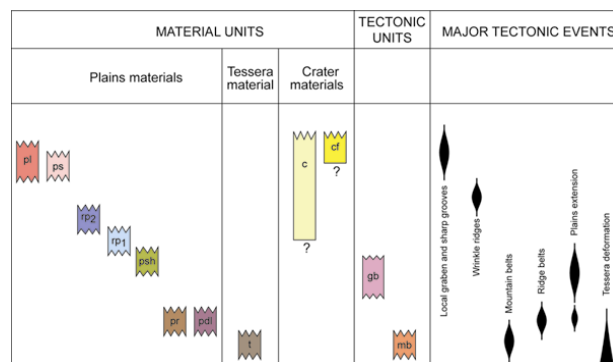 MATERIAL UNITS
TECTONIC
UNITS
MAJOR TECTONIC EVENTS
Plains materials
Tessera
material
Crater
materials
pl
ps
rp2
rp1
psh
pr
pdl
t
c
?
cf
?
gb
mb
Local graben and sharp grooves
Wrinkle ridges
Mountain belts
Ridge belts
Plains extension
Tessera deformation